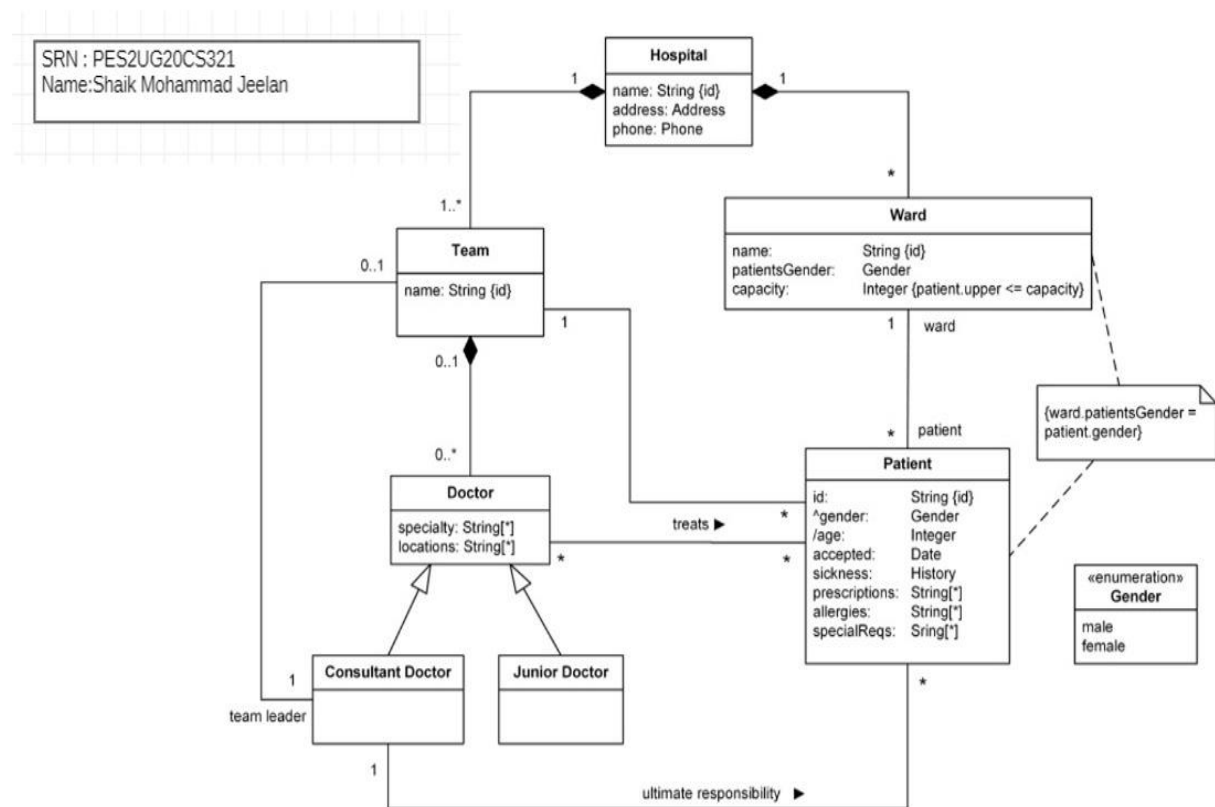 SRN : PES2UG20CS321
Name:Shaik Mohammad Jeelan
Hospital
name: String {id}
address: Address
phone: Phone
1
1
1..*
*
Team
name: String {id}
0..1
1
0..1
0..*
Ward
name: String {id}
patientsGender: Gender
capacity: Integer {patient.upper <= capacity}
1
ward
{ward.patientsGender =
patient.gender}
* patient
Doctor
specialty: String[*]
locations: String[*]
*
treats ►
*
*
Patient
id: String {id}
^gender: Gender
/age: Integer
accepted: Date
sickness: History
prescriptions: String[*]
allergies: String[*]
specialReqs: Sring[*]
«enumeration»
Gender
male
female
Consultant Doctor
Junior Doctor
1
team leader
1
*
ultimate responsibility ►